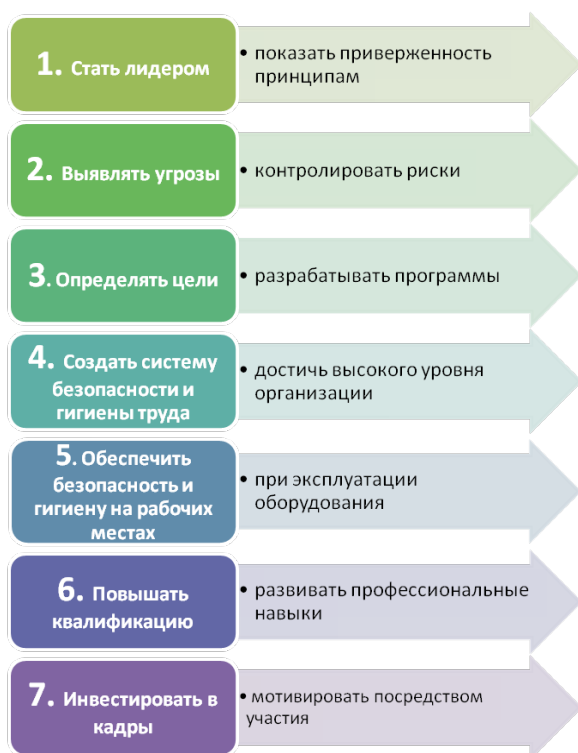 1. Стать лидером
• показать приверженность
принципам
2. Выявлять угрозы
• контролировать риски
3. Определять цели
• разрабатывать программы
4. Создать систему
безопасности и
гигиены труда
• достичь высокого уровня
организации
5. Обеспечить
безопасность и
гигиену на рабочих
местах
• при эксплуатации
оборудования
6. Повышать
квалификацию
• развивать профессиональные
навыки
7. Инвестировать в
кадры
• мотивировать посредством
участия